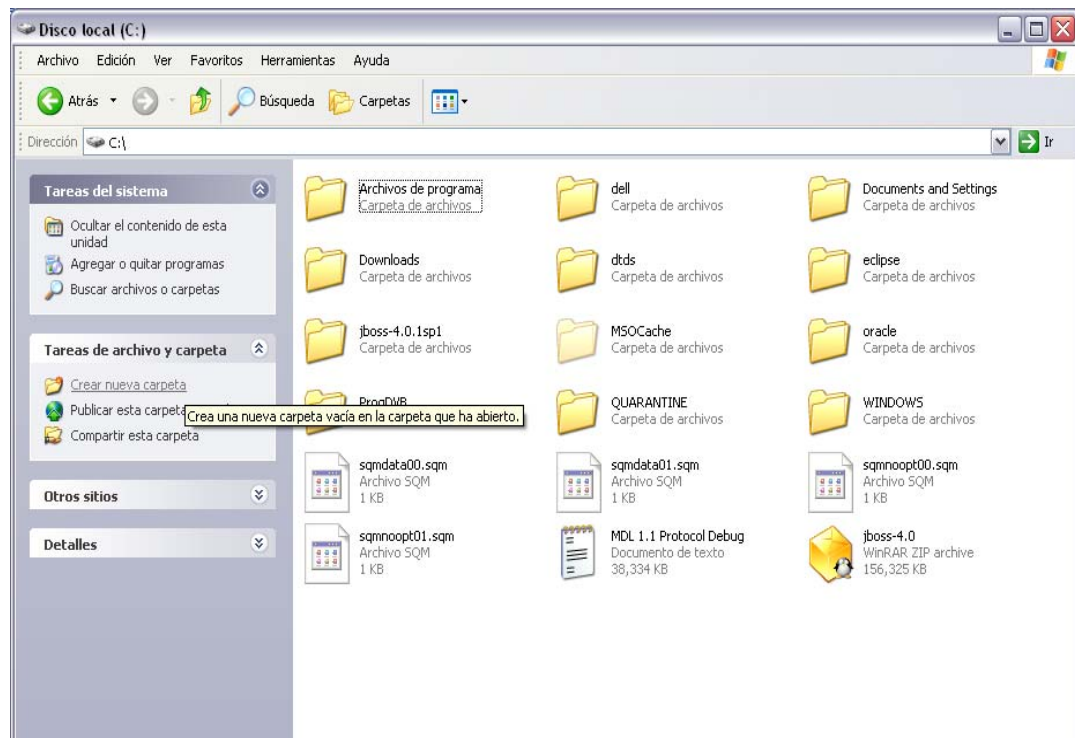 Disco local (C:)
Archivo Edición Ver Favoritos Herramientas Ayuda
Atrás Búsqueda Carpetas
Dirección C:\ Ir
Tareas del sistema
Ocultar el contenido de esta
unidad
Agregar o quitar programas
Buscar archivos o carpetas
Tareas de archivo y carpeta
Crear nueva carpeta
Publicar esta carpeta
Crea una nueva carpeta vacía en la carpeta que ha abierto.
Compartir esta carpeta
Otros sitios
Detalles
Archivos de programa
Carpeta de archivos
dell
Carpeta de archivos
Documents and Settings
Carpeta de archivos
Downloads
Carpeta de archivos
dtds
Carpeta de archivos
eclipse
Carpeta de archivos
jboss-4.0.1sp1
Carpeta de archivos
MSOCache
Carpeta de archivos
oracle
Carpeta de archivos
ProgDVB
QUARANTINE
Carpeta de archivos
WINDOWS
Carpeta de archivos
sqmdata00.sqm
Archivo SQM
1 KB
sqmdata01.sqm
Archivo SQM
1 KB
sqmnoopt00.sqm
Archivo SQM
1 KB
sqmnoopt01.sqm
Archivo SQM
1 KB
MDL 1.1 Protocol Debug
Documento de texto
38,334 KB
jboss-4.0
WinRAR ZIP archive
156,325 KB